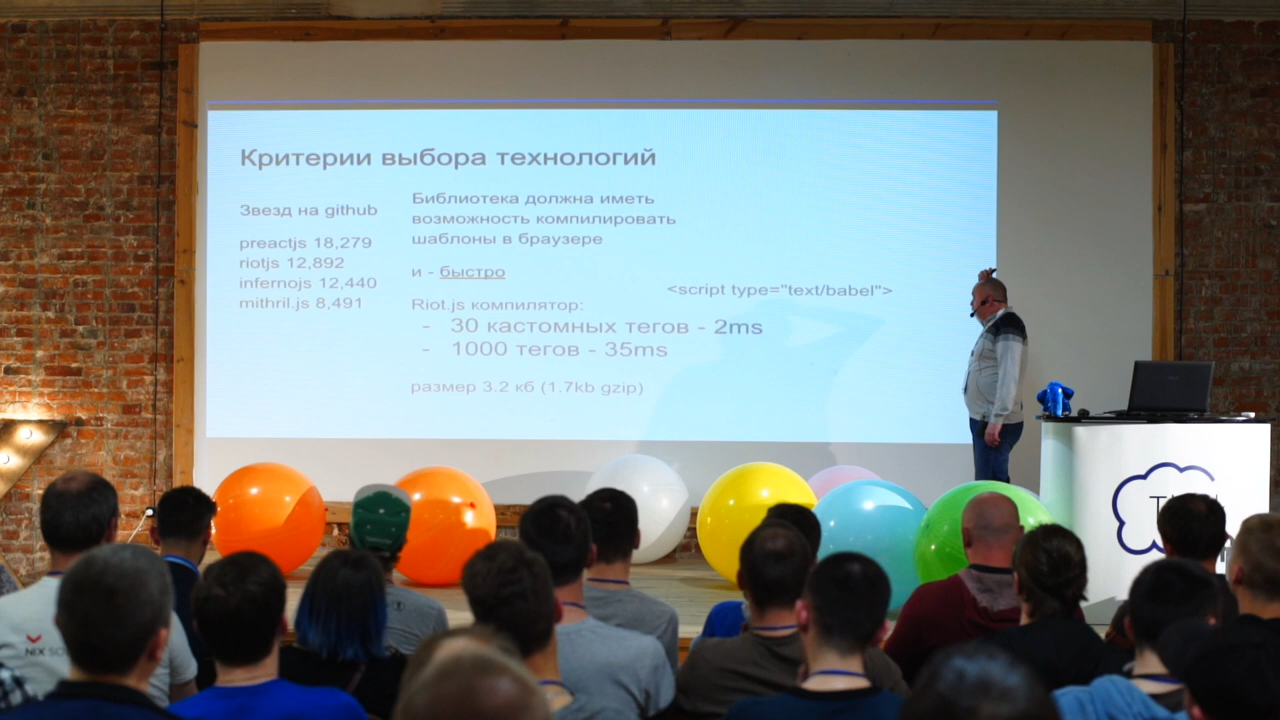 Критерии выбора технологий
Звезд на github
preactjs 18,279
riotjs 12,892
infernojs 12,440
mithril.js 8,491
Библиотека должна иметь
возможность компилировать
шаблоны в браузере
и - быстро
<script type="text/babel">
Riot.js компилятор:
- 30 кастомных тегов - 2ms
- 1000 тегов - 35ms
размер 3.2 кб (1.7kb gzip)
NIX